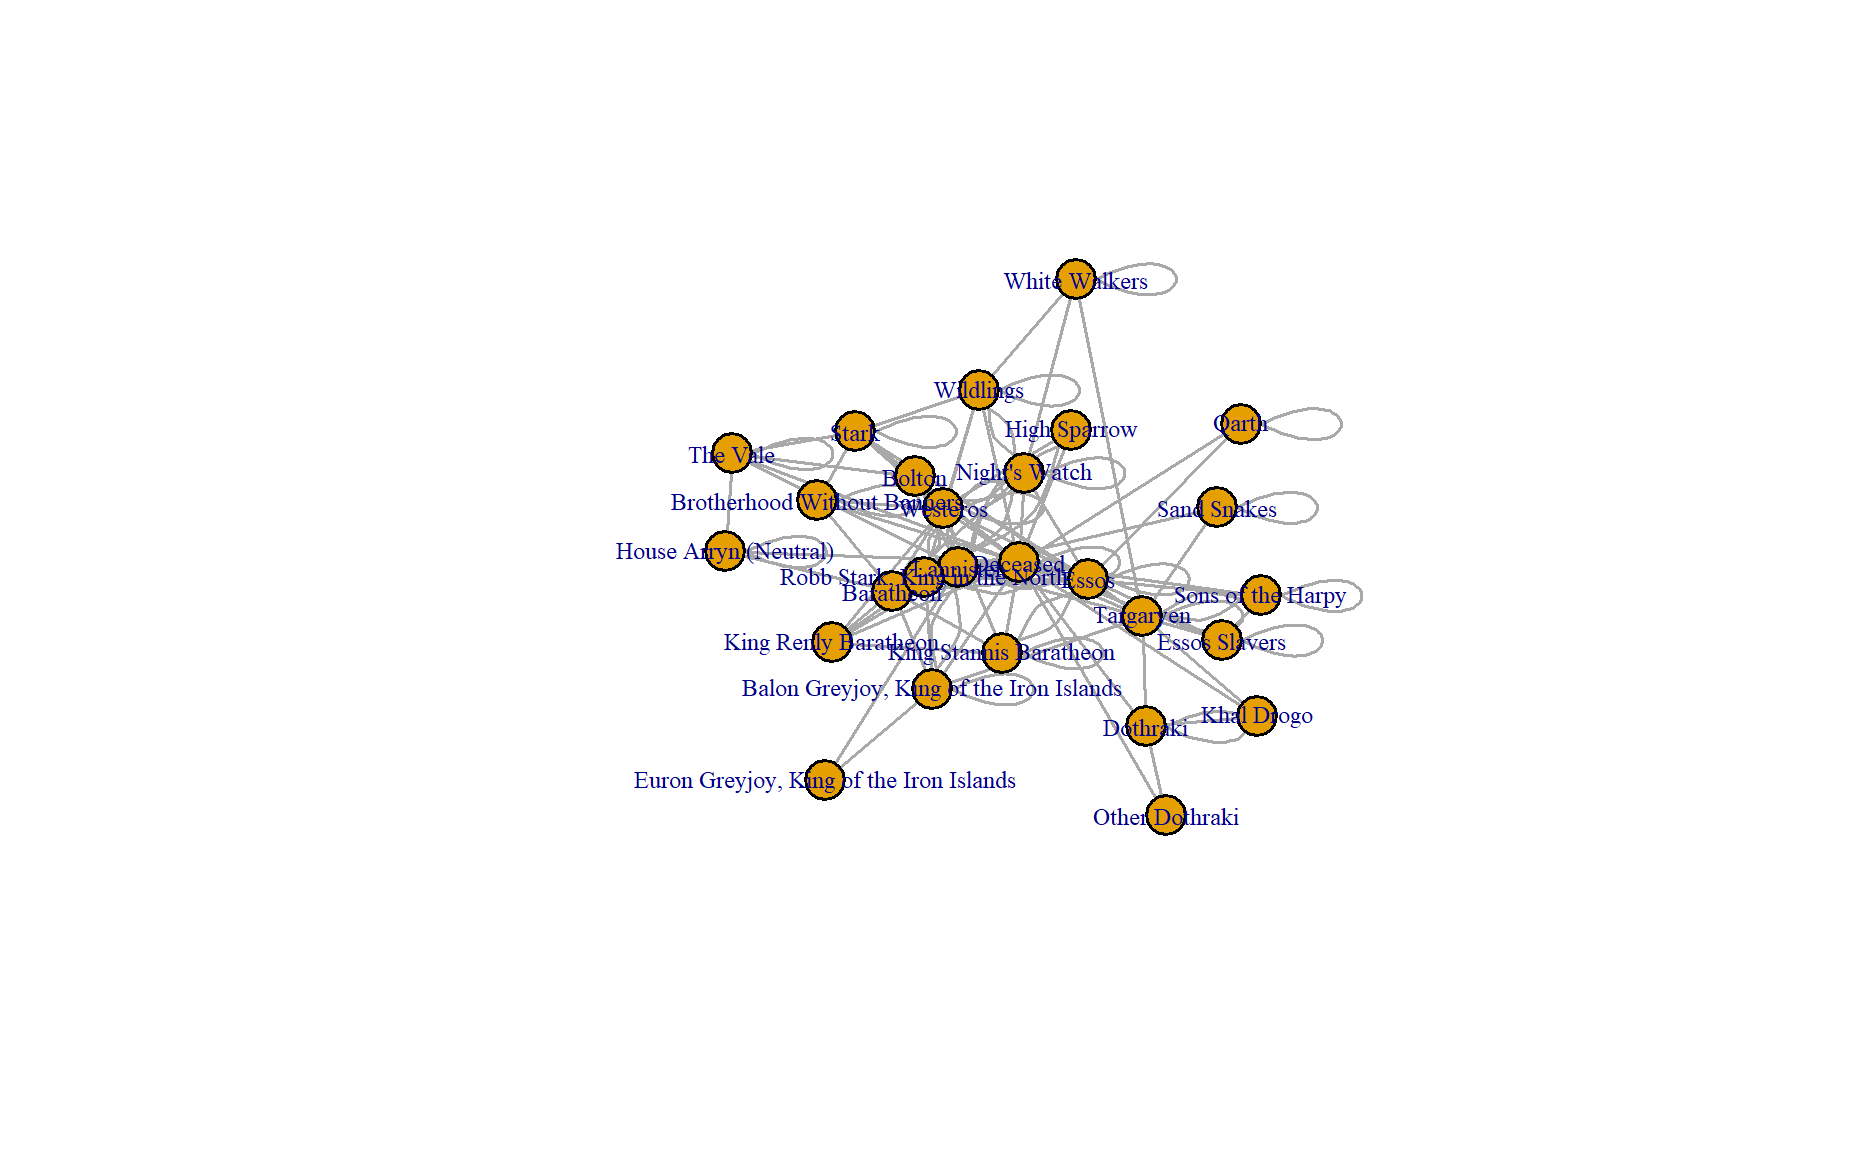 White Walkers
Wildlings
Qarth
Stark
High Sparrow
The Vale
Night's Watch
Bolton
Brotherhood Without Banners
Westeros
Sand Snakes
House Arryn (Neutral)
Deceased
Lannister
Robb Stark, King in the North
Essos
Baratheon
Sons of the Harpy
Targaryen
King Renly Baratheon
Essos Slavers
King Stannis Baratheon
Balon Greyjoy, King of the Iron Islands
Khal Drogo
Dothraki
Euron Greyjoy, King of the Iron Islands
Other Dothraki